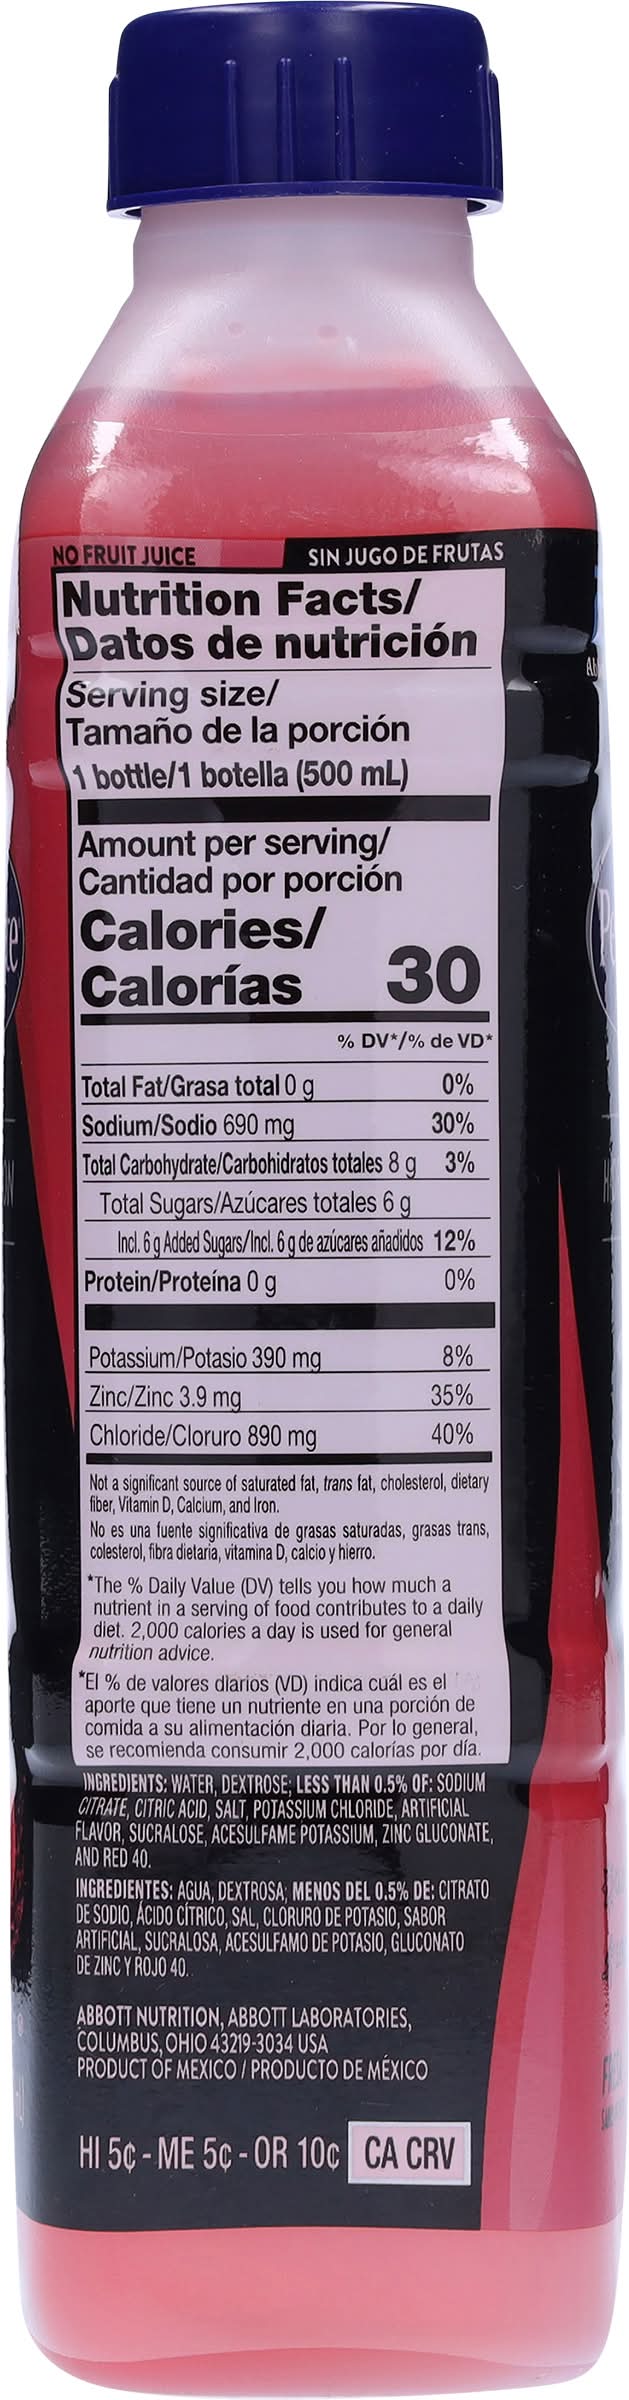 NO FRUIT JUICE SIN JUGO DE FRUTAS
Nutrition Facts/
Datos de nutrición
Serving size/
Tamaño de la porción
1 bottle/1 botella (500 mL)
Amount per serving/
Cantidad por porción
Calories/
Calorías 30
% DV*/% de VD*
Total Fat/Grasa total 0 g 0%
Sodium/Sodio 690 mg 30%
Total Carbohydrate/Carbohidratos totales 8 g 3%
Total Sugars/Azúcares totales 6 g
Incl. 6 g Added Sugars/Incl. 6 g de azúcares añadidos 12%
Protein/Proteína 0 g 0%
Potassium/Potasio 390 mg 8%
Zinc/Zinc 3.9 mg 35%
Chloride/Cloruro 890 mg 40%
Not a significant source of saturated fat, trans fat, cholesterol, dietary
fiber, Vitamin D, Calcium, and Iron.
No es una fuente significativa de grasas saturadas, grasas trans,
colesterol, fibra dietaria, vitamina D, calcio y hierro.
*The % Daily Value (DV) tells you how much a
nutrient in a serving of food contributes to a daily
diet. 2,000 calories a day is used for general
nutrition advice.
*El % de valores diarios (VD) indica cuál es el
aporte que tiene un nutriente en una porción de
comida a su alimentación diaria. Por lo general,
se recomienda consumir 2,000 calorías por día.
INGREDIENTS: WATER, DEXTROSE; LESS THAN 0.5% OF: SODIUM
CITRATE, CITRIC ACID, SALT, POTASSIUM CHLORIDE, ARTIFICIAL
FLAVOR, SUCRALOSE, ACESULFAME POTASSIUM, ZINC GLUCONATE,
AND RED 40.
INGREDIENTES: AGUA, DEXTROSA; MENOS DEL 0.5% DE: CITRATO
DE SODIO, ÁCIDO CÍTRICO, SAL, CLORURO DE POTASIO, SABOR
ARTIFICIAL, SUCRALOSA, ACESULFAMO DE POTASIO, GLUCONATO
DE ZINC Y ROJO 40.
ABBOTT NUTRITION, ABBOTT LABORATORIES,
COLUMBUS, OHIO 43219-3034 USA
PRODUCT OF MEXICO / PRODUCTO DE MÉXICO
HI 5¢ - ME 5¢ - OR 10¢ CA CRV